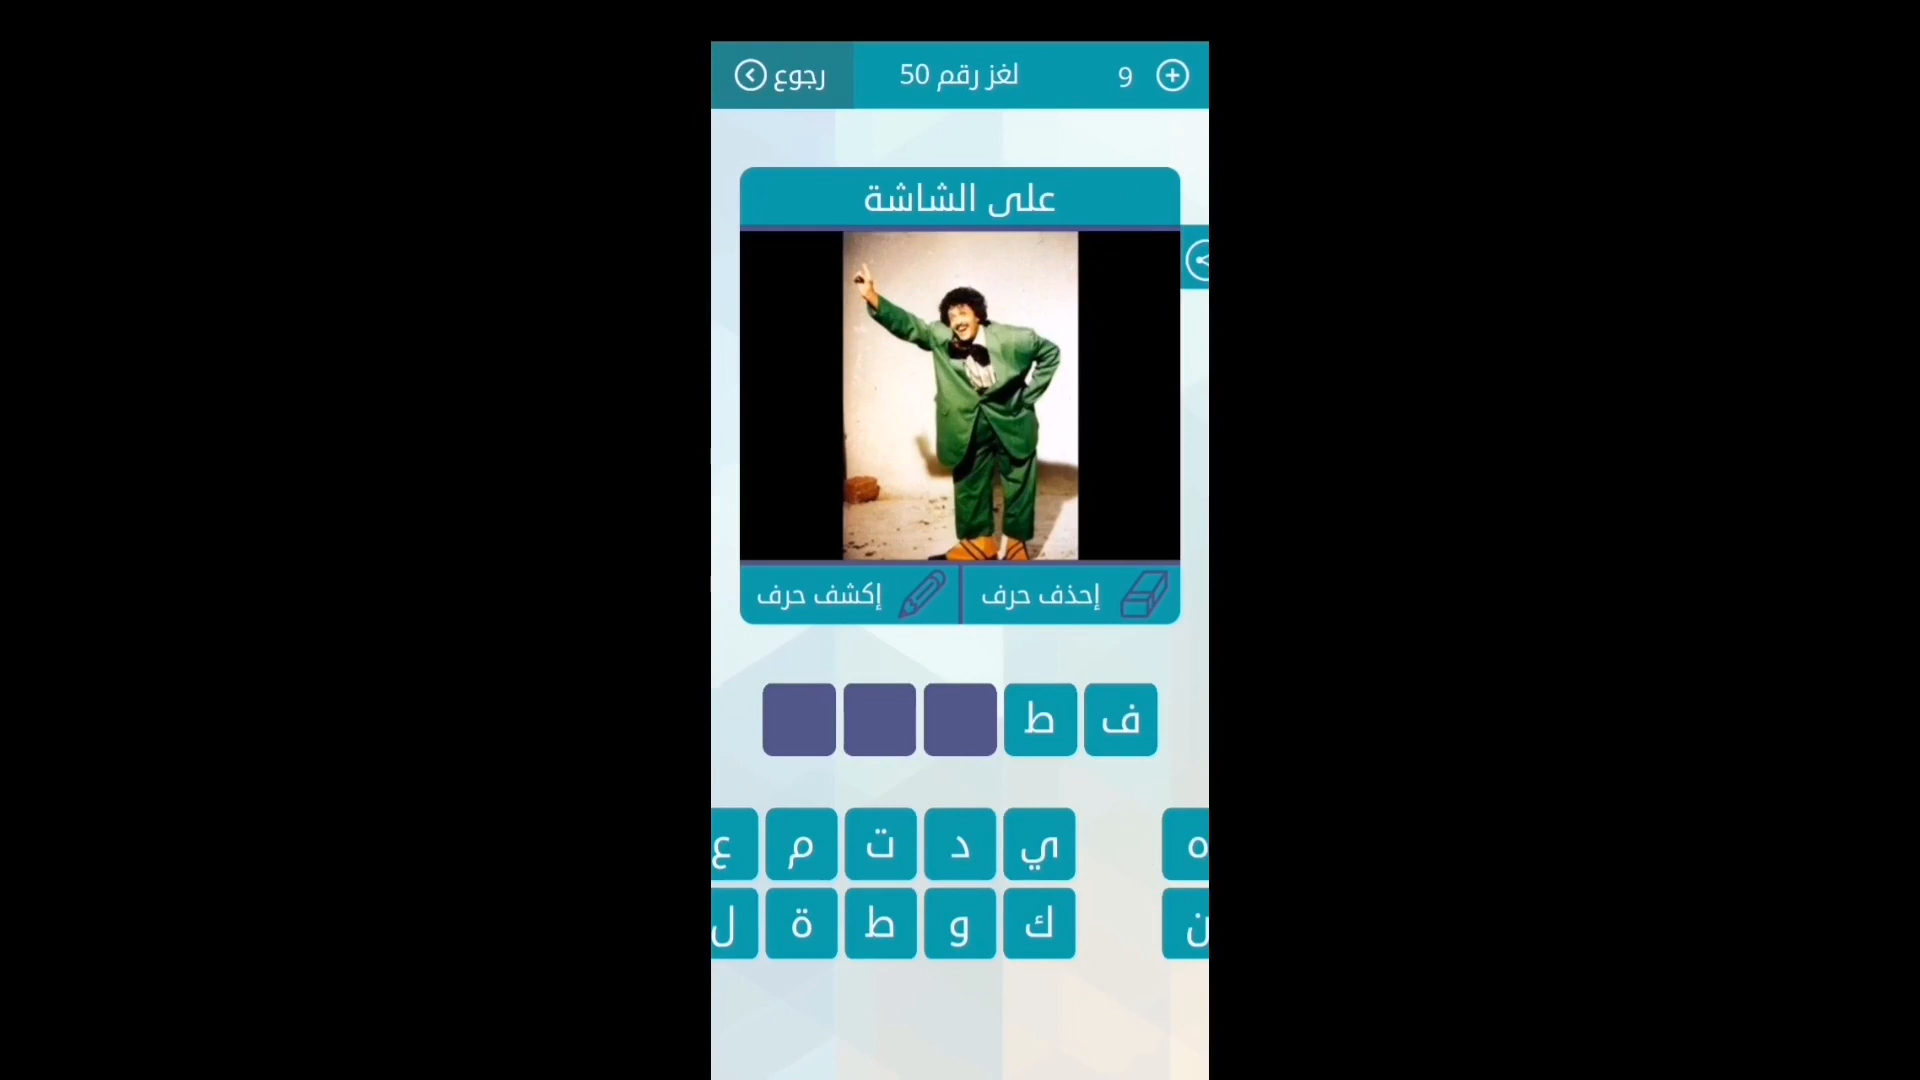 رجوع لغز رقم 50 9
على الشاشة
إحذف حرف إكشف حرف
ف ط
ه ي د ت م ع
ن ك و ط ة ل